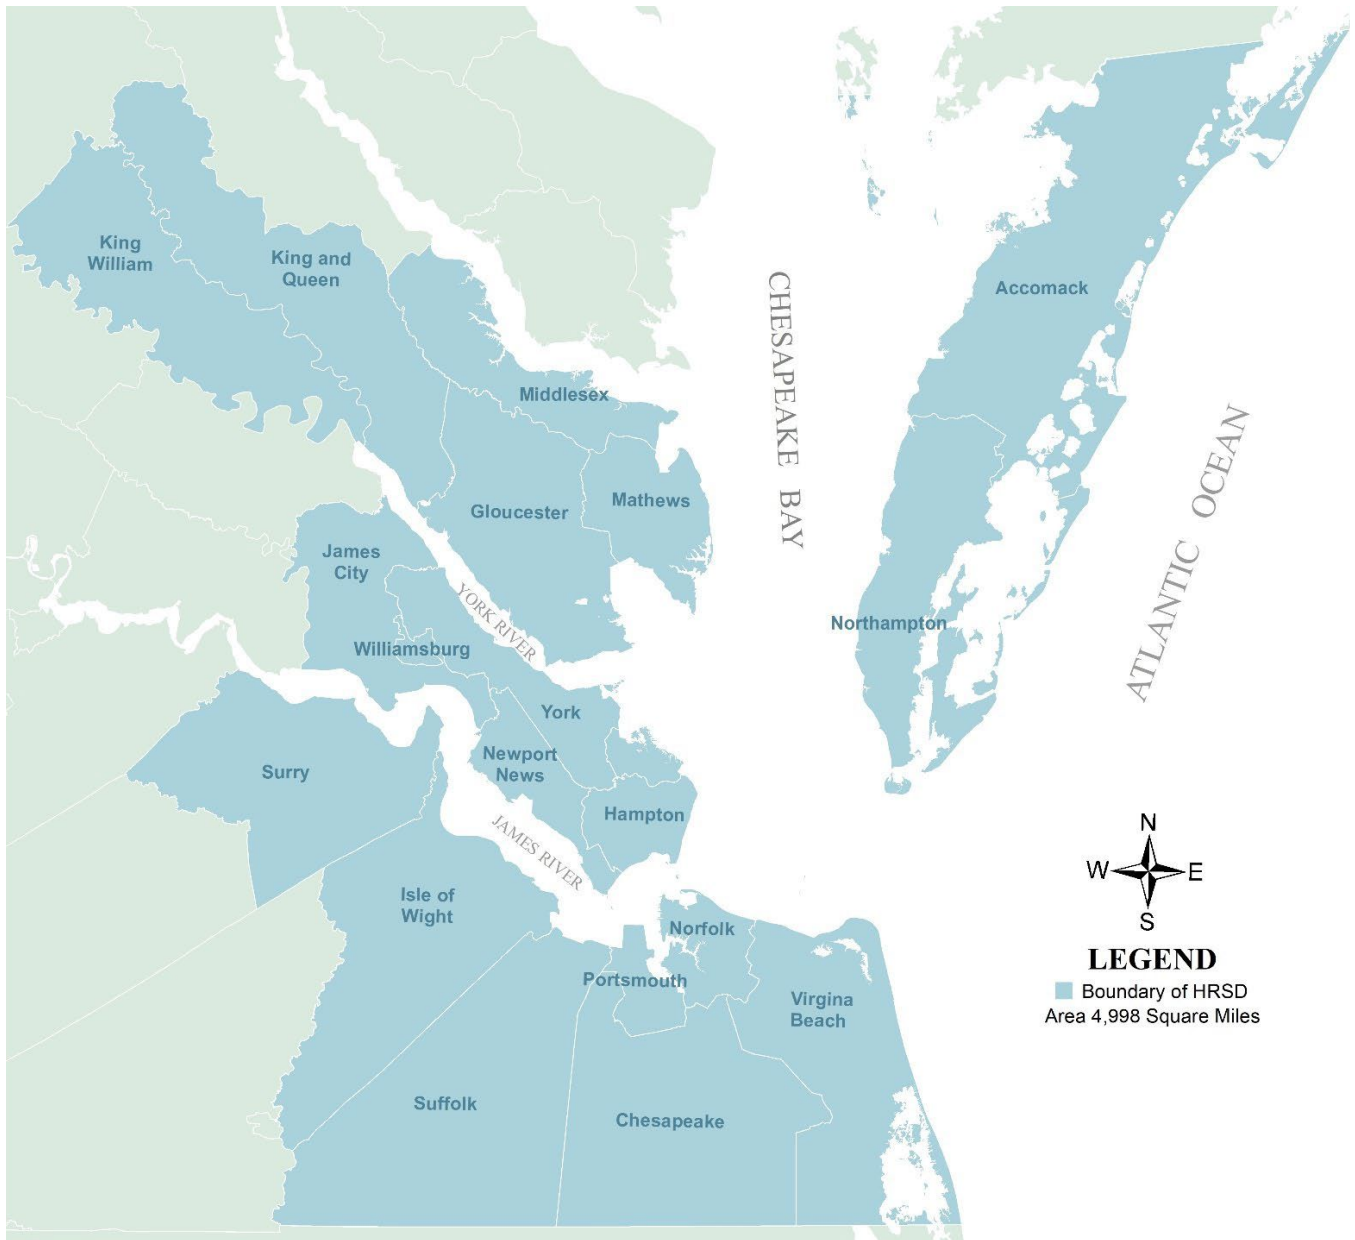 King
William
King and
Queen
Accomack
CHESAPEAKE BAY
Middlesex
Mathews
Gloucester
ATLANTIC OCEAN
James
City
YORK RIVER
Northampton
Williamsburg
York
Newport
News
Surry
Hampton
JAMES RIVER
Isle of
Wight
Norfolk
Portsmouth
Virgina
Beach
Suffolk
Chesapeake
N
W E
S
LEGEND
Boundary of HRSD
Area 4,998 Square Miles